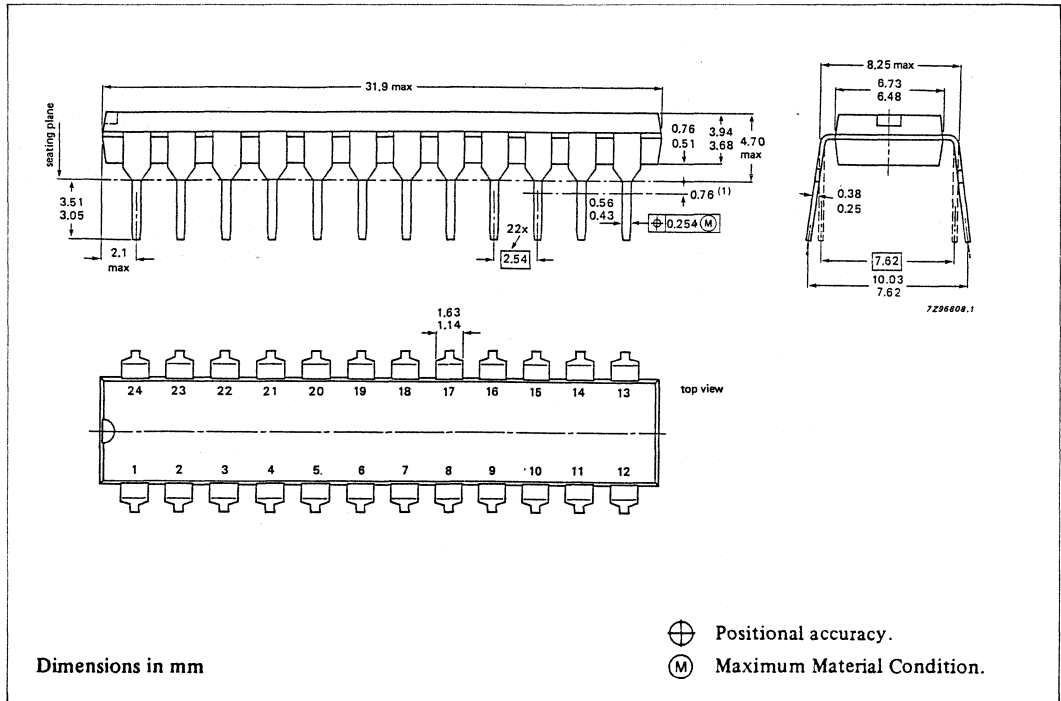 31.9 max
seating plane
3.51
3.05
2.1
max
22x
2.54
0.56
0.43
0.76
0.51
3.94
3.68
4.70
max
0.76 (1)
⌖ 0.254 Ⓜ
8.25 max
6.73
6.48
0.38
0.25
7.62
10.03
7.62
7Z96808.1
1.63
1.14
24 23 22 21 20 19 18 17 16 15 14 13
top view
1 2 3 4 5. 6 7 8 9 10 11 12
Dimensions in mm
⌖ Positional accuracy.
Ⓜ Maximum Material Condition.